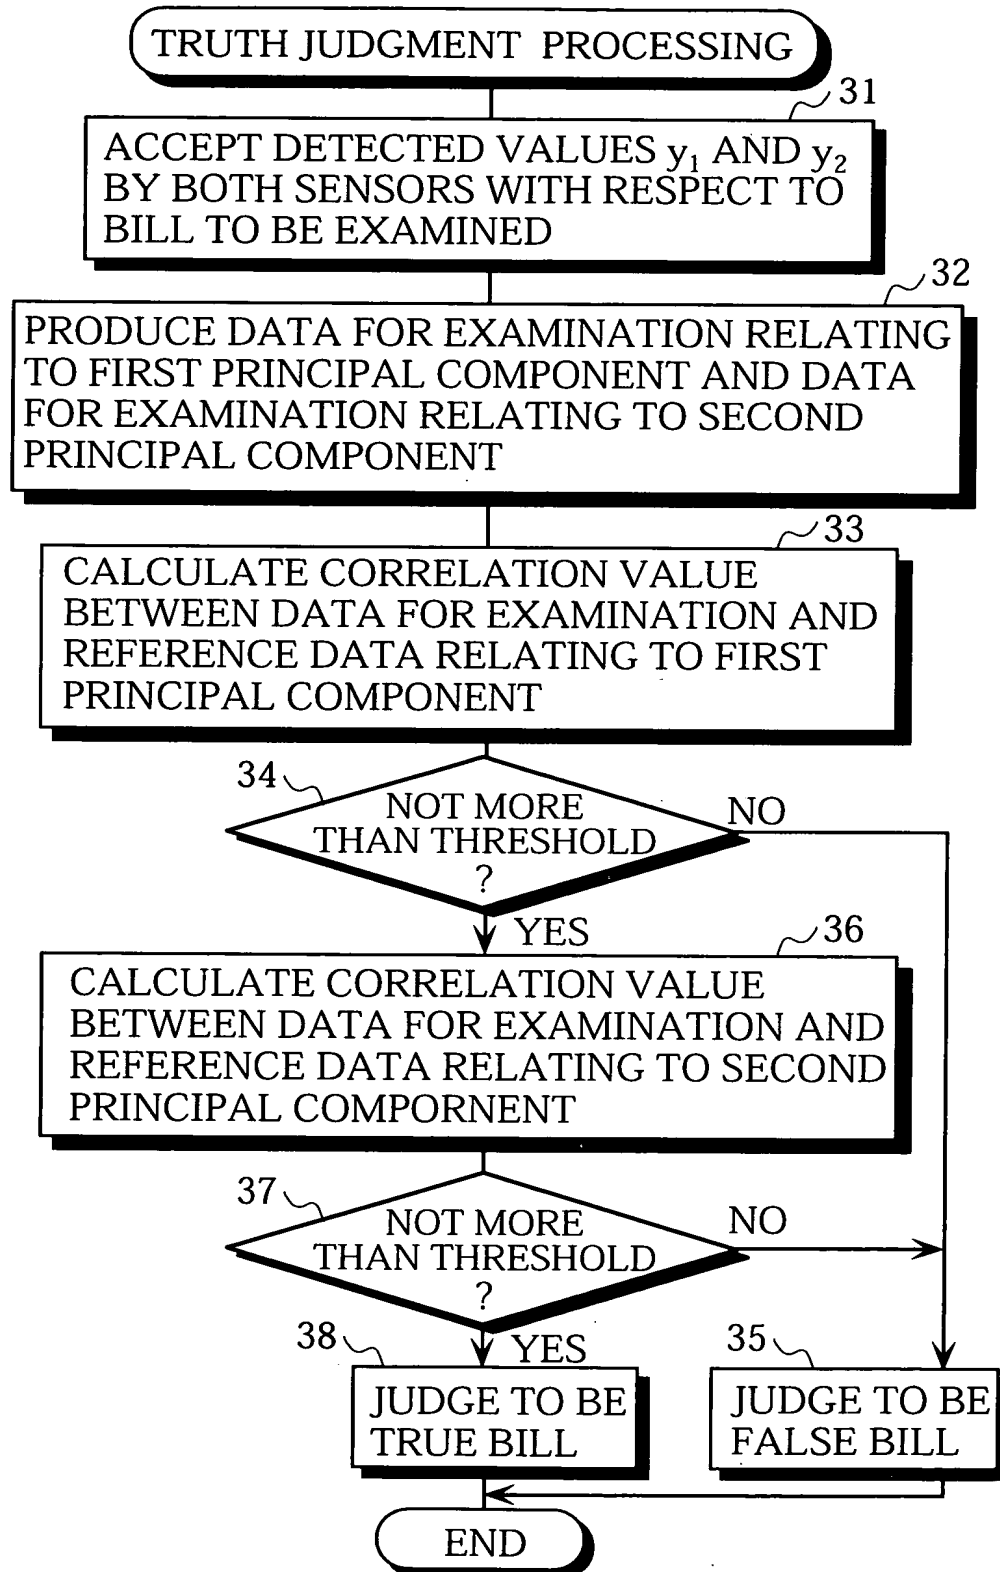 TRUTH JUDGMENT PROCESSING
31
ACCEPT DETECTED VALUES y₁ AND y₂
BY BOTH SENSORS WITH RESPECT TO
BILL TO BE EXAMINED
32
PRODUCE DATA FOR EXAMINATION RELATING
TO FIRST PRINCIPAL COMPONENT AND DATA
FOR EXAMINATION RELATING TO SECOND
PRINCIPAL COMPONENT
33
CALCULATE CORRELATION VALUE
BETWEEN DATA FOR EXAMINATION AND
REFERENCE DATA RELATING TO FIRST
PRINCIPAL COMPONENT
34
NOT MORE
THAN THRESHOLD
?
NO
YES
36
CALCULATE CORRELATION VALUE
BETWEEN DATA FOR EXAMINATION AND
REFERENCE DATA RELATING TO SECOND
PRINCIPAL COMPORNENT
37
NOT MORE
THAN THRESHOLD
?
NO
YES
38
JUDGE TO BE
TRUE BILL
35
JUDGE TO BE
FALSE BILL
END